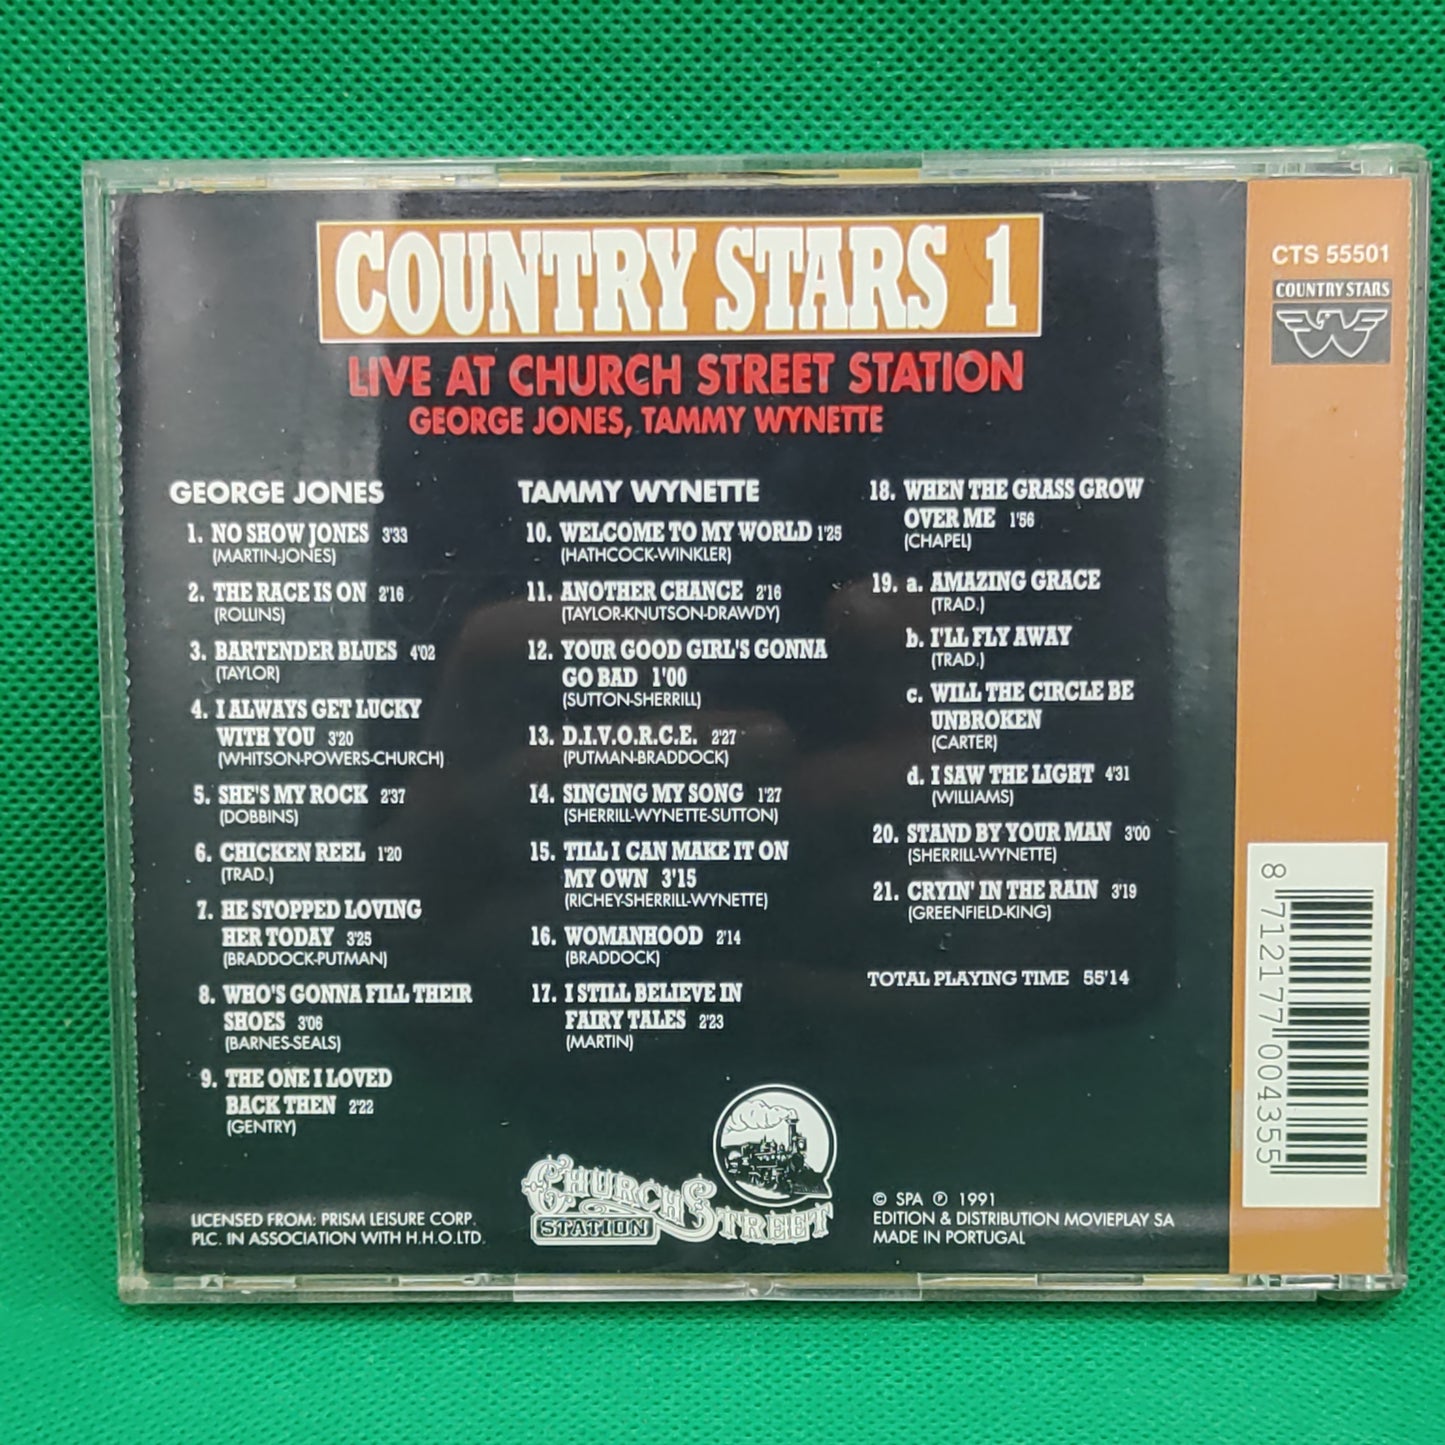 COUNTRY STARS 1
LIVE AT CHURCH STREET STATION
GEORGE JONES, TAMMY WYNETTE
GEORGE JONES
1. NO SHOW JONES 3'33
(MARTIN-JONES)
2. THE RACE IS ON 2'16
(ROLLINS)
3. BARTENDER BLUES 4'02
(TAYLOR)
4. I ALWAYS GET LUCKY
WITH YOU 3'20
(WHITSON-POWERS-CHURCH)
5. SHE'S MY ROCK 2'37
(DOBBINS)
6. CHICKEN REEL 1'20
(TRAD.)
7. HE STOPPED LOVING
HER TODAY 3'25
(BRADDOCK-PUTMAN)
8. WHO'S GONNA FILL THEIR
SHOES 3'06
(BARNES-SEALS)
9. THE ONE I LOVED
BACK THEN 2'22
(GENTRY)
TAMMY WYNETTE
10. WELCOME TO MY WORLD 1'25
(HATHCOCK-WINKLER)
11. ANOTHER CHANCE 2'16
(TAYLOR-KNUTSON-DRAWDY)
12. YOUR GOOD GIRL'S GONNA
GO BAD 1'00
(SUTTON-SHERRILL)
13. D.I.V.O.R.C.E. 2'27
(PUTMAN-BRADDOCK)
14. SINGING MY SONG 1'27
(SHERRILL-WYNETTE-SUTTON)
15. TILL I CAN MAKE IT ON
MY OWN 3'15
(RICHEY-SHERRILL-WYNETTE)
16. WOMANHOOD 2'14
(BRADDOCK)
17. I STILL BELIEVE IN
FAIRY TALES 2'23
(MARTIN)
18. WHEN THE GRASS GROW
OVER ME 1'56
(CHAPEL)
19. a. AMAZING GRACE
(TRAD.)
b. I'LL FLY AWAY
(TRAD.)
c. WILL THE CIRCLE BE
UNBROKEN
(CARTER)
d. I SAW THE LIGHT 4'31
(WILLIAMS)
20. STAND BY YOUR MAN 3'00
(SHERRILL-WYNETTE)
21. CRYIN' IN THE RAIN 3'19
(GREENFIELD-KING)
TOTAL PLAYING TIME 55'14
LICENSED FROM: PRISM LEISURE CORP.
PLC. IN ASSOCIATION WITH H.H.O.LTD.
CHURCH STREET
STATION
© SPA ℗ 1991
EDITION & DISTRIBUTION MOVIEPLAY SA
MADE IN PORTUGAL
CTS 55501
COUNTRY STARS
8 712177 004355